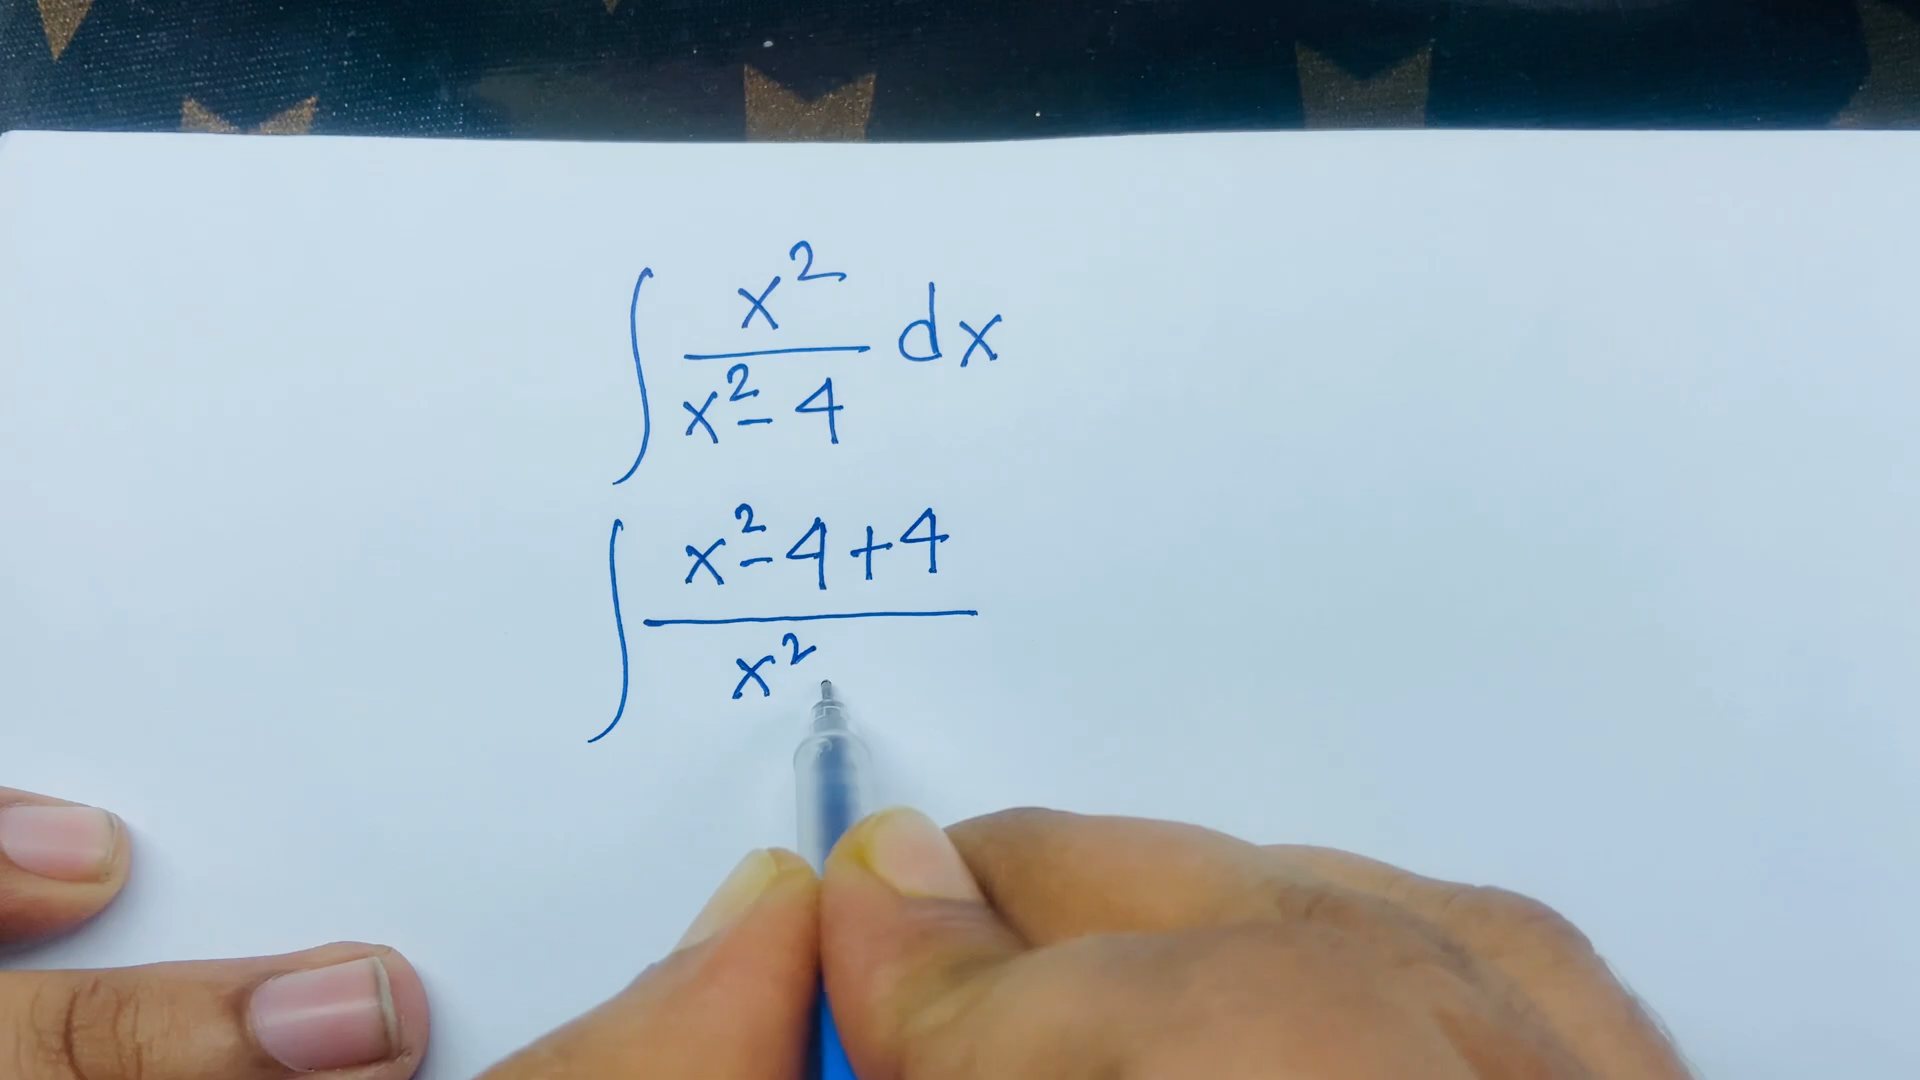 ∫ x²/(x² - 4) dx
∫ (x² - 4 + 4)/x²